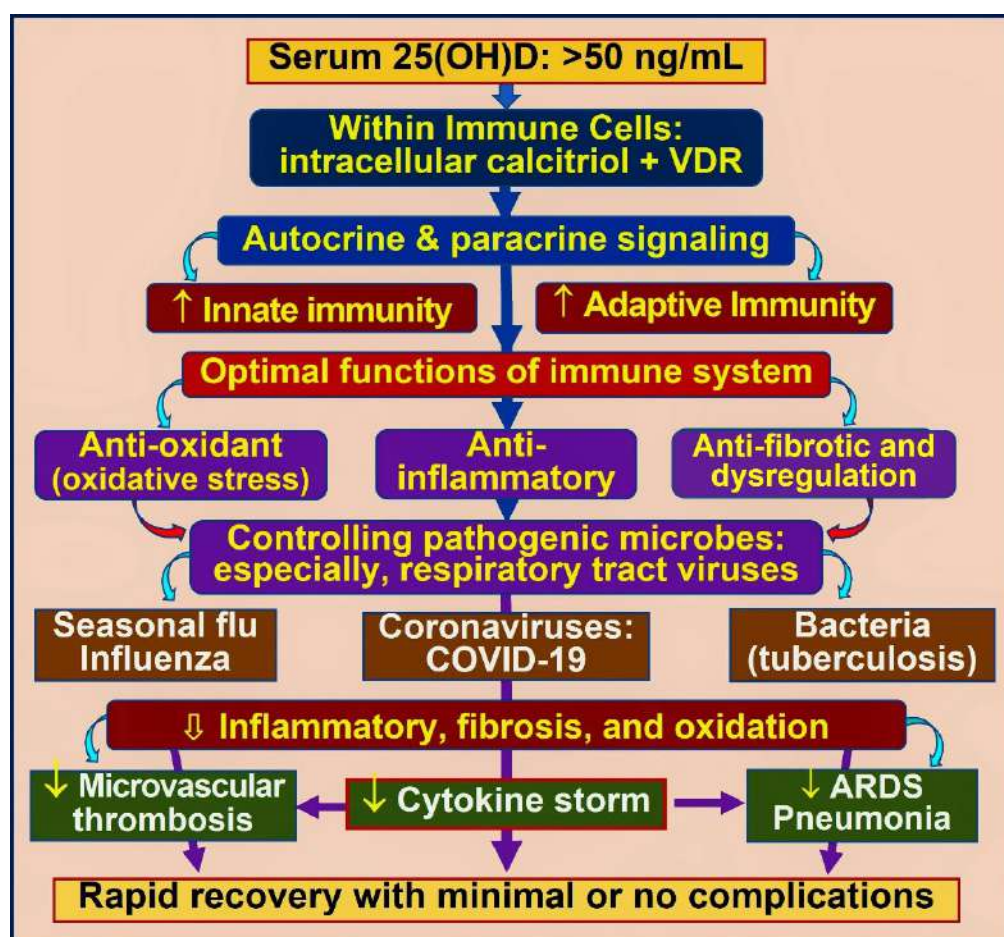 Serum 25(OH)D: >50 ng/mL
Within Immune Cells:
intracellular calcitriol + VDR
Autocrine & paracrine signaling
↑ Innate immunity
↑ Adaptive Immunity
Optimal functions of immune system
Anti-oxidant
(oxidative stress)
Anti-
inflammatory
Anti-fibrotic and
dysregulation
Controlling pathogenic microbes:
especially, respiratory tract viruses
Seasonal flu
Influenza
Coronaviruses:
COVID-19
Bacteria
(tuberculosis)
⇩ Inflammatory, fibrosis, and oxidation
↓ Microvascular
thrombosis
↓ Cytokine storm
↓ ARDS
Pneumonia
Rapid recovery with minimal or no complications